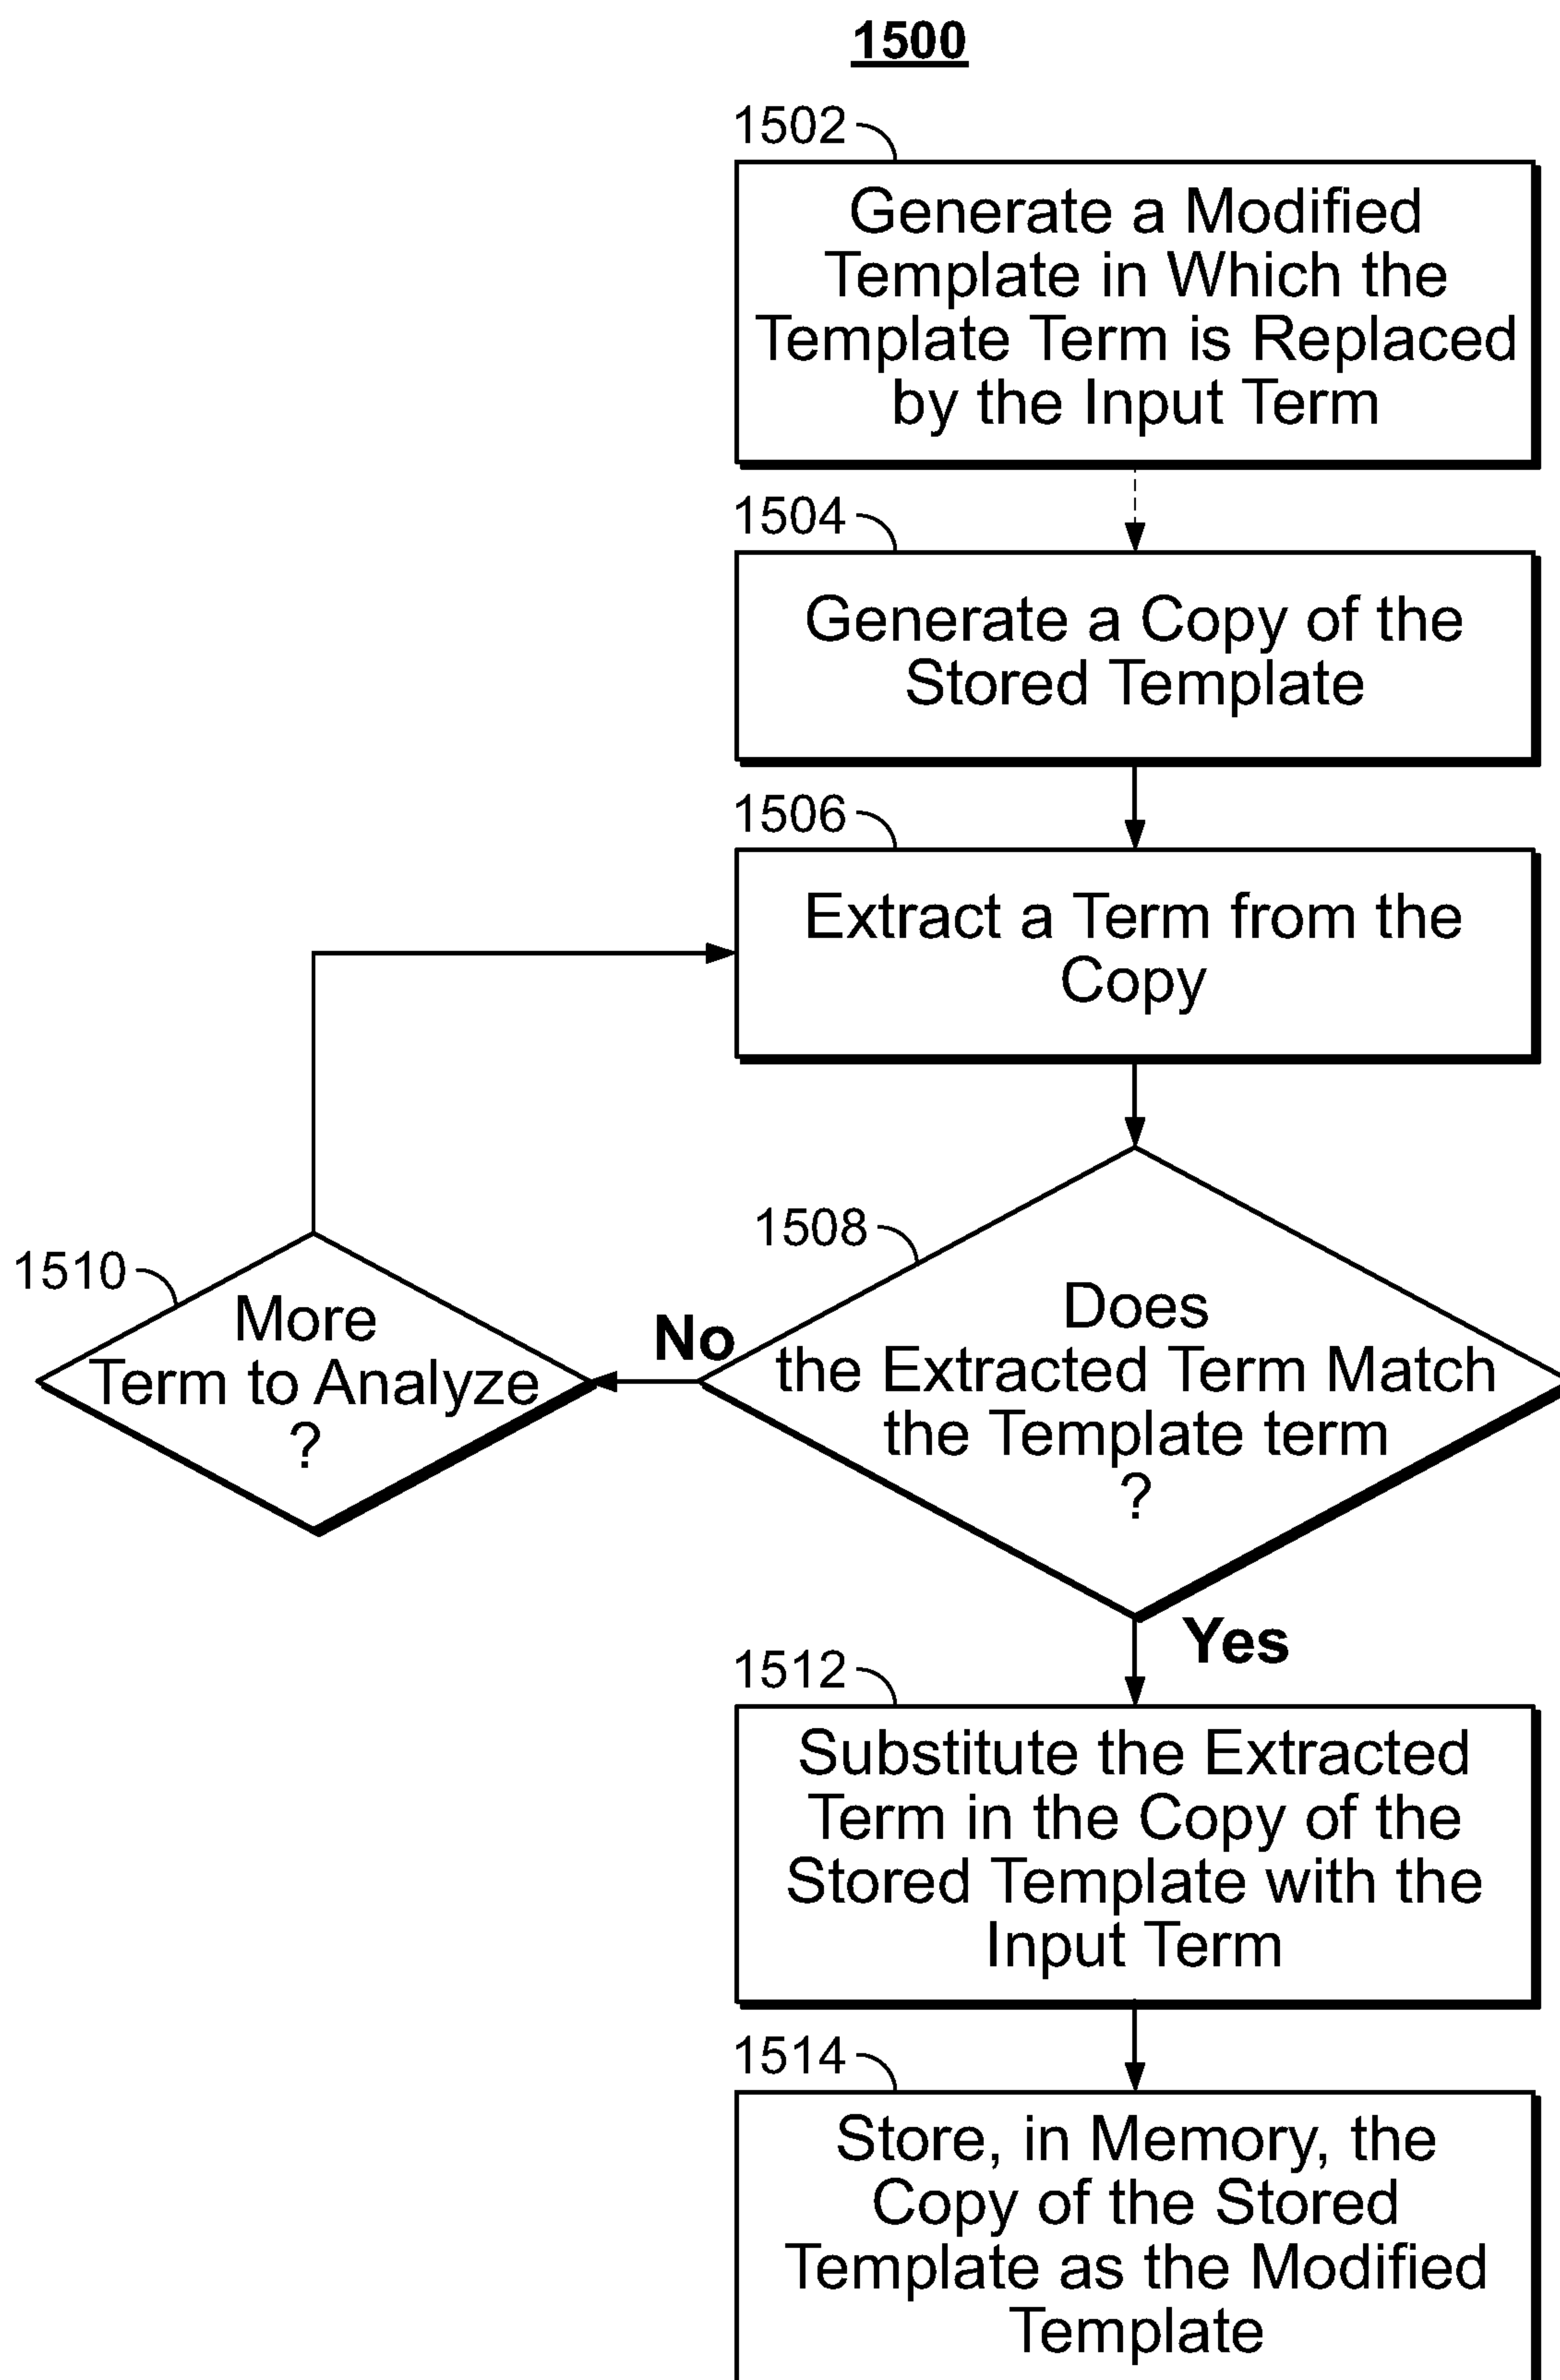 1500
1502
Generate a Modified
Template in Which the
Template Term is Replaced
by the Input Term
1504
Generate a Copy of the
Stored Template
1506
Extract a Term from the
Copy
1508
Does
the Extracted Term Match
the Template term
?
No
1510
More
Term to Analyze
?
Yes
1512
Substitute the Extracted
Term in the Copy of the
Stored Template with the
Input Term
1514
Store, in Memory, the
Copy of the Stored
Template as the Modified
Template